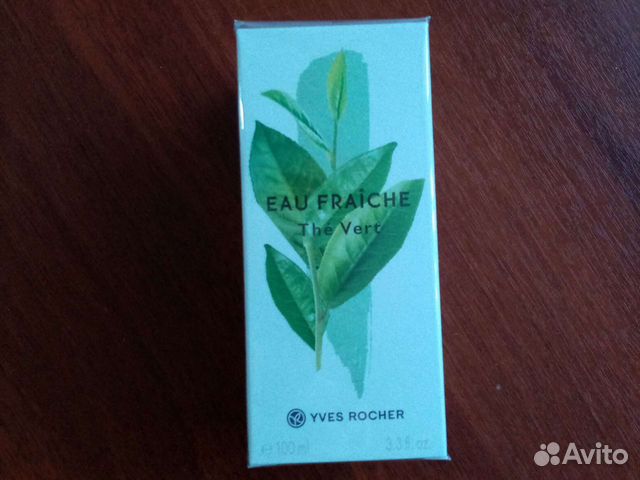 EAU FRAÎCHE
Thé Vert
YVES ROCHER
℮ 100 ml 3.3 fl. oz.
Avito